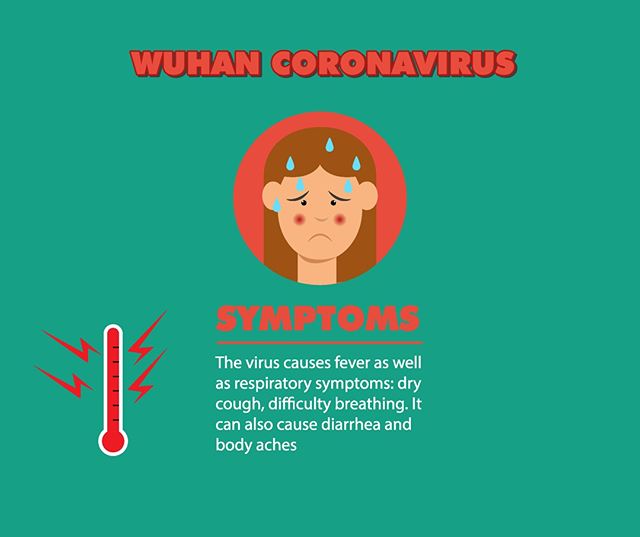 WUHAN CORONAVIRUS
SYMPTOMS
The virus causes fever as well
as respiratory symptoms: dry
cough, difficulty breathing. It
can also cause diarrhea and
body aches